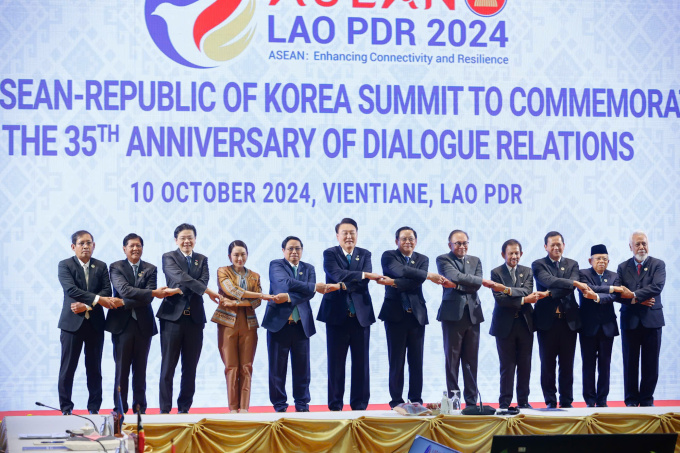 ASEAN
LAO PDR 2024
ASEAN: Enhancing Connectivity and Resilience
SEAN-REPUBLIC OF KOREA SUMMIT TO COMMEMORA
THE 35TH ANNIVERSARY OF DIALOGUE RELATIONS
10 OCTOBER 2024, VIENTIANE, LAO PDR